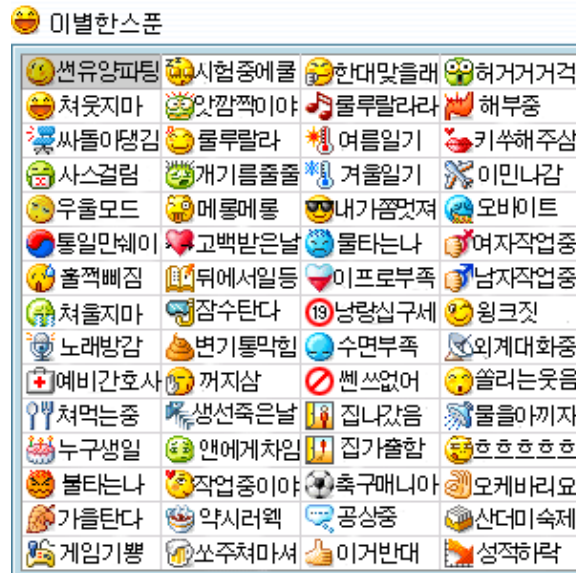 이별한스푼
썬유양파팅 시험중에쿨 한대맞을래 허거거거걱
쳐웃지마 앗깜짝이야 룰루랄라라 해부중
싸돌이댕김 룰루랄라 여름일기 키쑤해주삼
사스걸림 개기름줄줄 겨울일기 이민나감
우울모드 메롱메롱 내가쫌멋져 오바이트
통일만쉐이 고백받은날 물타는나 여자작업중
훌쩍삐짐 뒤에서일등 이프로부족 남자작업중
쳐울지마 잠수탄다 낭랑십구세 윙크짓
노래방감 변기통막힘 수면부족 외계대화중
예비간호사 꺼지삼 쎈쓰없어 쏠리는웃음
쳐먹는중 생선죽은날 집나갔음 물을아끼자
누구생일 앤에게차임 집가출함 흐흐흐흐흐
불타는나 작업중이야 축구매니아 오케바리요
가을탄다 약시러웩 공상중 산더미숙제
게임기뿅 쏘주쳐마셔 이거반대 성적하락